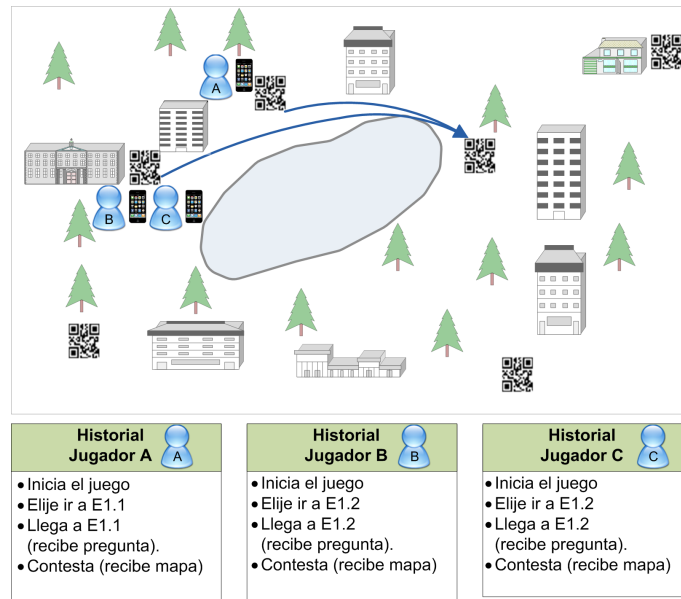 A
B
C
Historial
Jugador A
A
• Inicia el juego
• Elije ir a E1.1
• Llega a E1.1
(recibe pregunta).
• Contesta (recibe mapa)
Historial
Jugador B
B
• Inicia el juego
• Elije ir a E1.2
• Llega a E1.2
(recibe pregunta).
• Contesta (recibe mapa)
Historial
Jugador C
C
• Inicia el juego
• Elije ir a E1.2
• Llega a E1.2
(recibe pregunta).
• Contesta (recibe mapa)